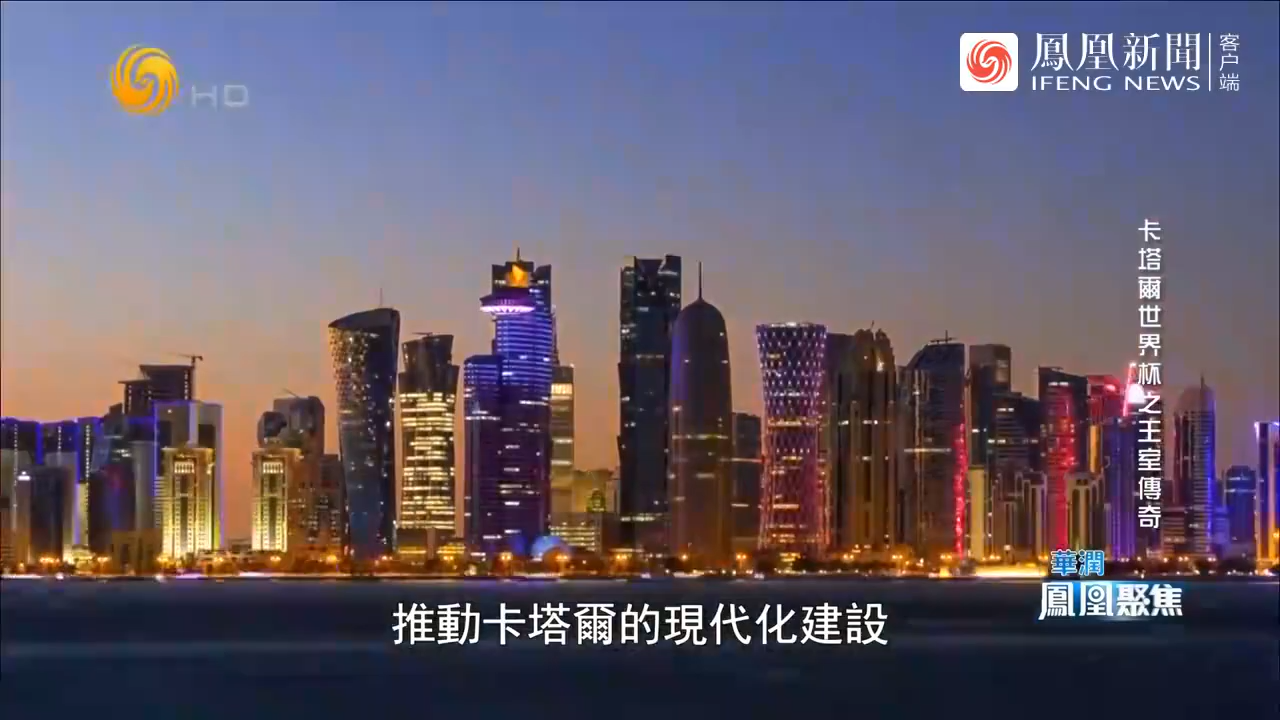 HD
鳳凰新聞
IFENG NEWS
客户端
卡塔爾世界杯之王室傳奇
華潤
鳳凰聚焦
推動卡塔爾的現代化建設